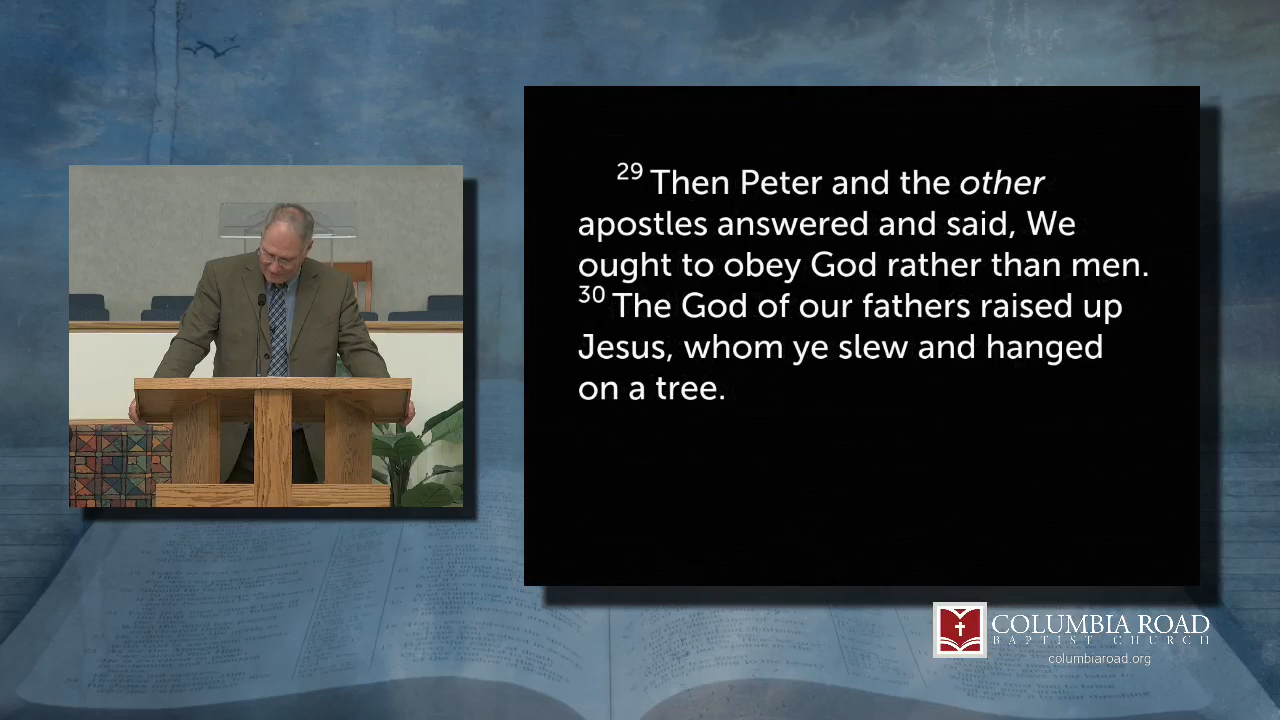 29 Then Peter and the other
apostles answered and said, We
ought to obey God rather than men.
30 The God of our fathers raised up
Jesus, whom ye slew and hanged
on a tree.
COLUMBIA ROAD
BAPTIST CHURCH
columbiaroad.org